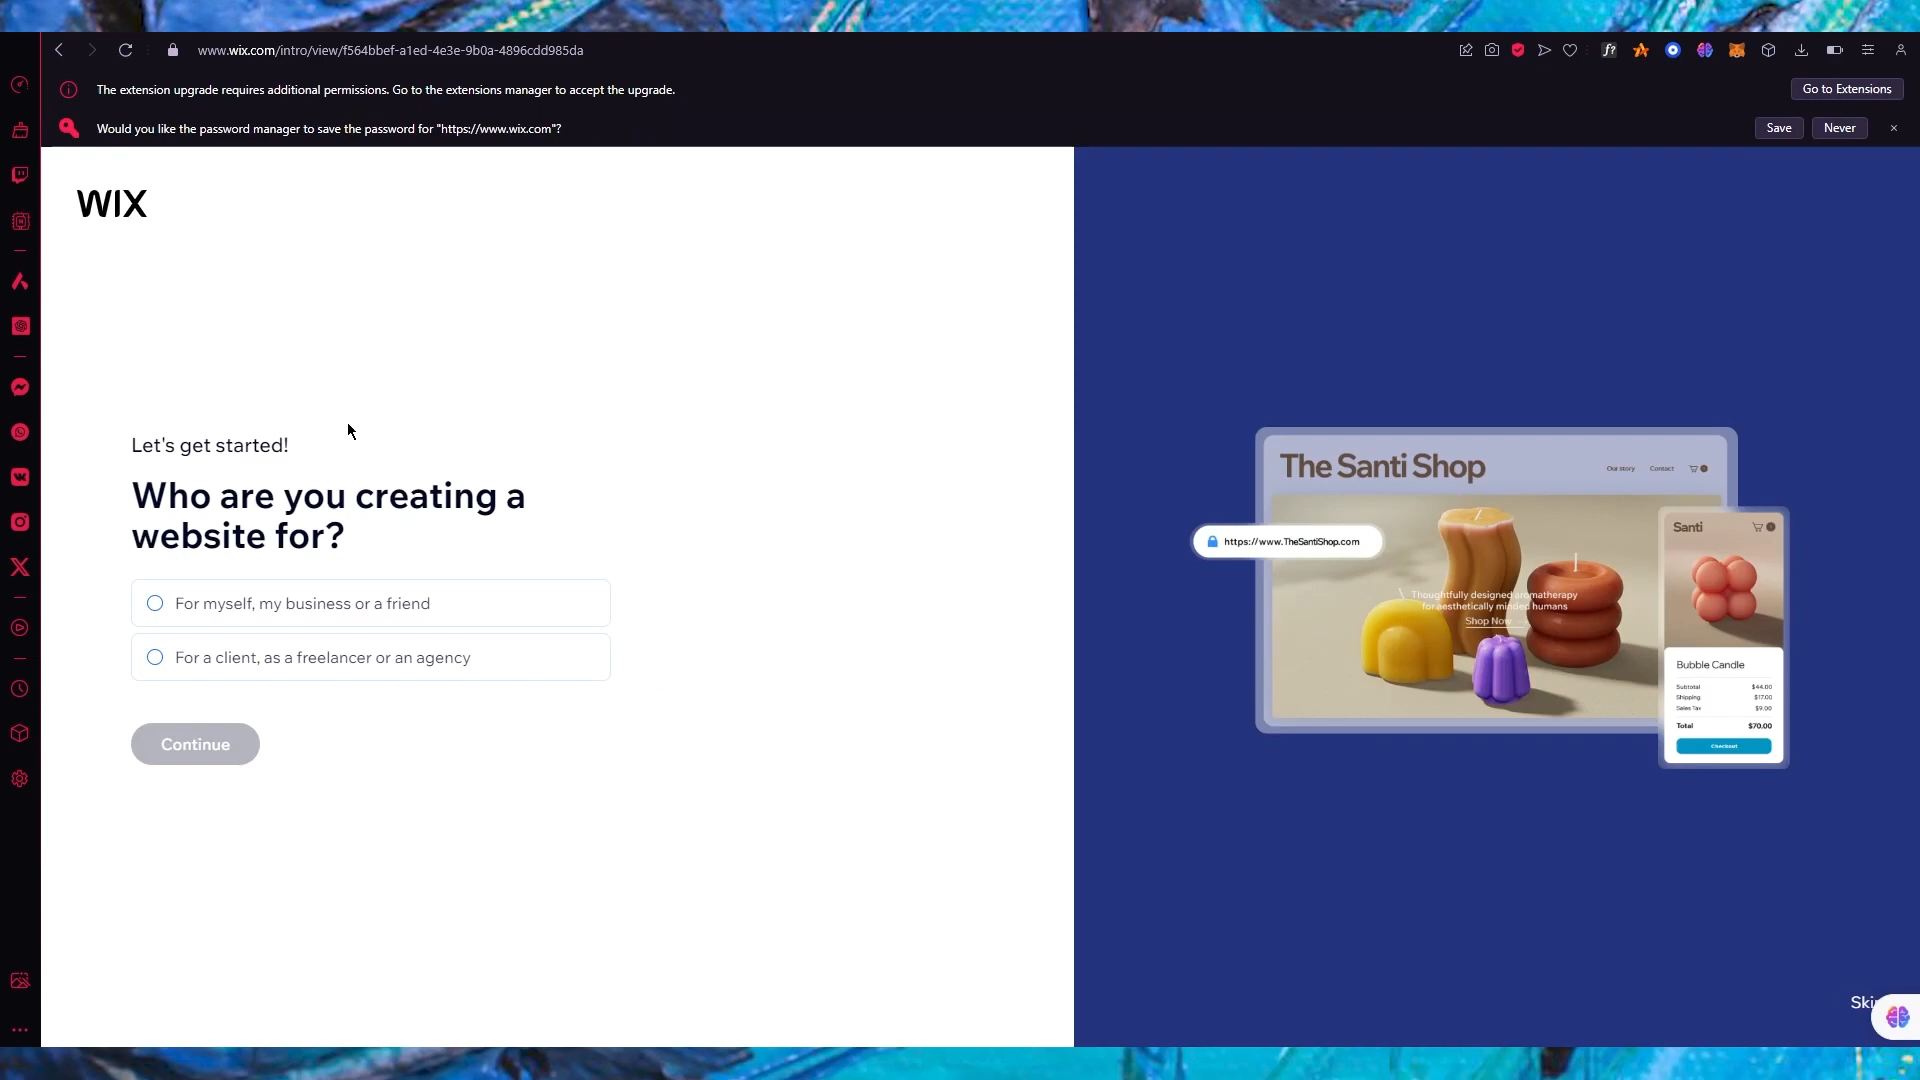 www.wix.com/intro/view/f564bbef-a1ed-4e3e-9b0a-4896cdd985da
The extension upgrade requires additional permissions. Go to the extensions manager to accept the upgrade.
Go to Extensions
Would you like the password manager to save the password for "https://www.wix.com"?
Save
Never
WIX
Let's get started!
Who are you creating a
website for?
For myself, my business or a friend
For a client, as a freelancer or an agency
Continue
The Santi Shop
Our story
Contact
https://www.TheSantiShop.com
Thoughtfully designed aromatherapy
for aesthetically minded humans
Shop Now
Santi
Bubble Candle
Subtotal $44.00
Shipping $17.00
Sales Tax $9.00
Total $70.00
Checkout